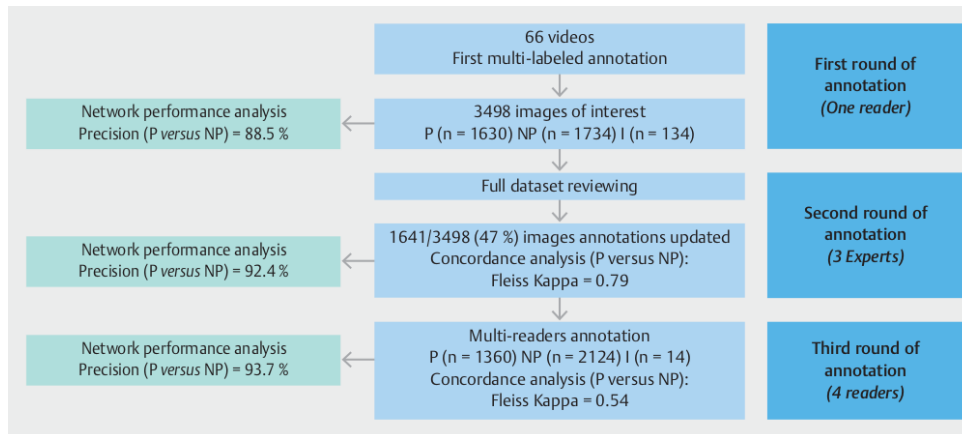 66 videos
First multi-labeled annotation
First round of
annotation
(One reader)
Network performance analysis
Precision (P versus NP) = 88.5 %
3498 images of interest
P (n = 1630) NP (n = 1734) I (n = 134)
Full dataset reviewing
Second round of
annotation
(3 Experts)
Network performance analysis
Precision (P versus NP) = 92.4 %
1641/3498 (47 %) images annotations updated
Concordance analysis (P versus NP):
Fleiss Kappa = 0.79
Network performance analysis
Precision (P versus NP) = 93.7 %
Multi-readers annotation
P (n = 1360) NP (n = 2124) I (n = 14)
Concordance analysis (P versus NP):
Fleiss Kappa = 0.54
Third round of
annotation
(4 readers)